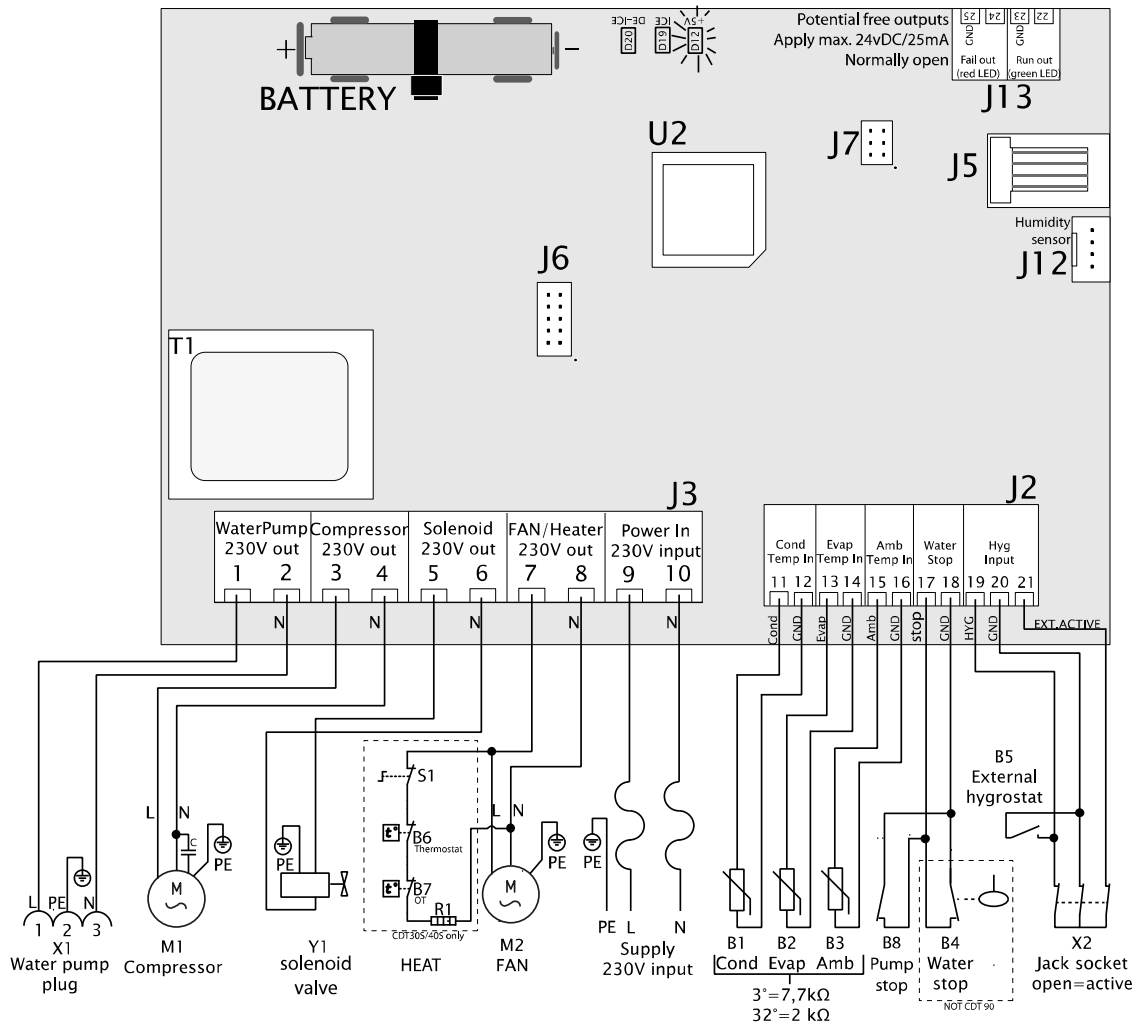 +
-
BATTERY
DE-ICE
ICE
+5V
D20
D19
D12
Potential free outputs
Apply max. 24vDC/25mA
Normally open
25
24
23
22
GND
GND
Fail out
(red LED)
Run out
(green LED)
J13
U2
J7
J5
Humidity
sensor
J12
J6
T1
J3
J2
WaterPump
230V out
Compressor
230V out
Solenoid
230V out
FAN/Heater
230V out
Power In
230V input
1 2 3 4 5 6 7 8 9 10
Cond
Temp In
Evap
Temp In
Amb
Temp In
Water
Stop
Hyg
Input
11 12 13 14 15 16 17 18 19 20 21
N
N
N
N
N
Cond
GND
Evap
GND
Amb
GND
stop
GND
HYG
GND
EXT.ACTIVE
L
N
C
PE
PE
S1
t°
B6
Thermostat
t°
B7
OT
R1
CDT30S/40S only
L
N
PE
M
M
PE
PE L
N
B5
External
hygrostat
L PE N
1 2 3
X1
Water pump
plug
M1
Compressor
Y1
solenoid
valve
HEAT
M2
FAN
Supply
230V input
B1
Cond
B2
Evap
B3
Amb
3°=7,7kΩ
32°=2 kΩ
B8
Pump
stop
B4
Water
stop
NOT CDT 90
X2
Jack socket
open=active